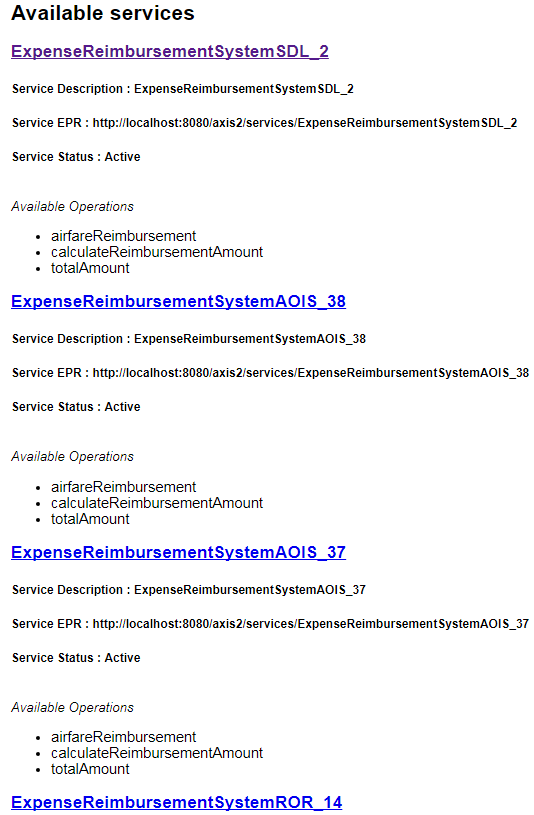 Available services
ExpenseReimbursementSystemSDL_2
Service Description : ExpenseReimbursementSystemSDL_2
Service EPR : http://localhost:8080/axis2/services/ExpenseReimbursementSystemSDL_2
Service Status : Active
Available Operations
airfareReimbursement
calculateReimbursementAmount
totalAmount
ExpenseReimbursementSystemAOIS_38
Service Description : ExpenseReimbursementSystemAOIS_38
Service EPR : http://localhost:8080/axis2/services/ExpenseReimbursementSystemAOIS_38
Service Status : Active
Available Operations
airfareReimbursement
calculateReimbursementAmount
totalAmount
ExpenseReimbursementSystemAOIS_37
Service Description : ExpenseReimbursementSystemAOIS_37
Service EPR : http://localhost:8080/axis2/services/ExpenseReimbursementSystemAOIS_37
Service Status : Active
Available Operations
airfareReimbursement
calculateReimbursementAmount
totalAmount
ExpenseReimbursementSystemROR_14